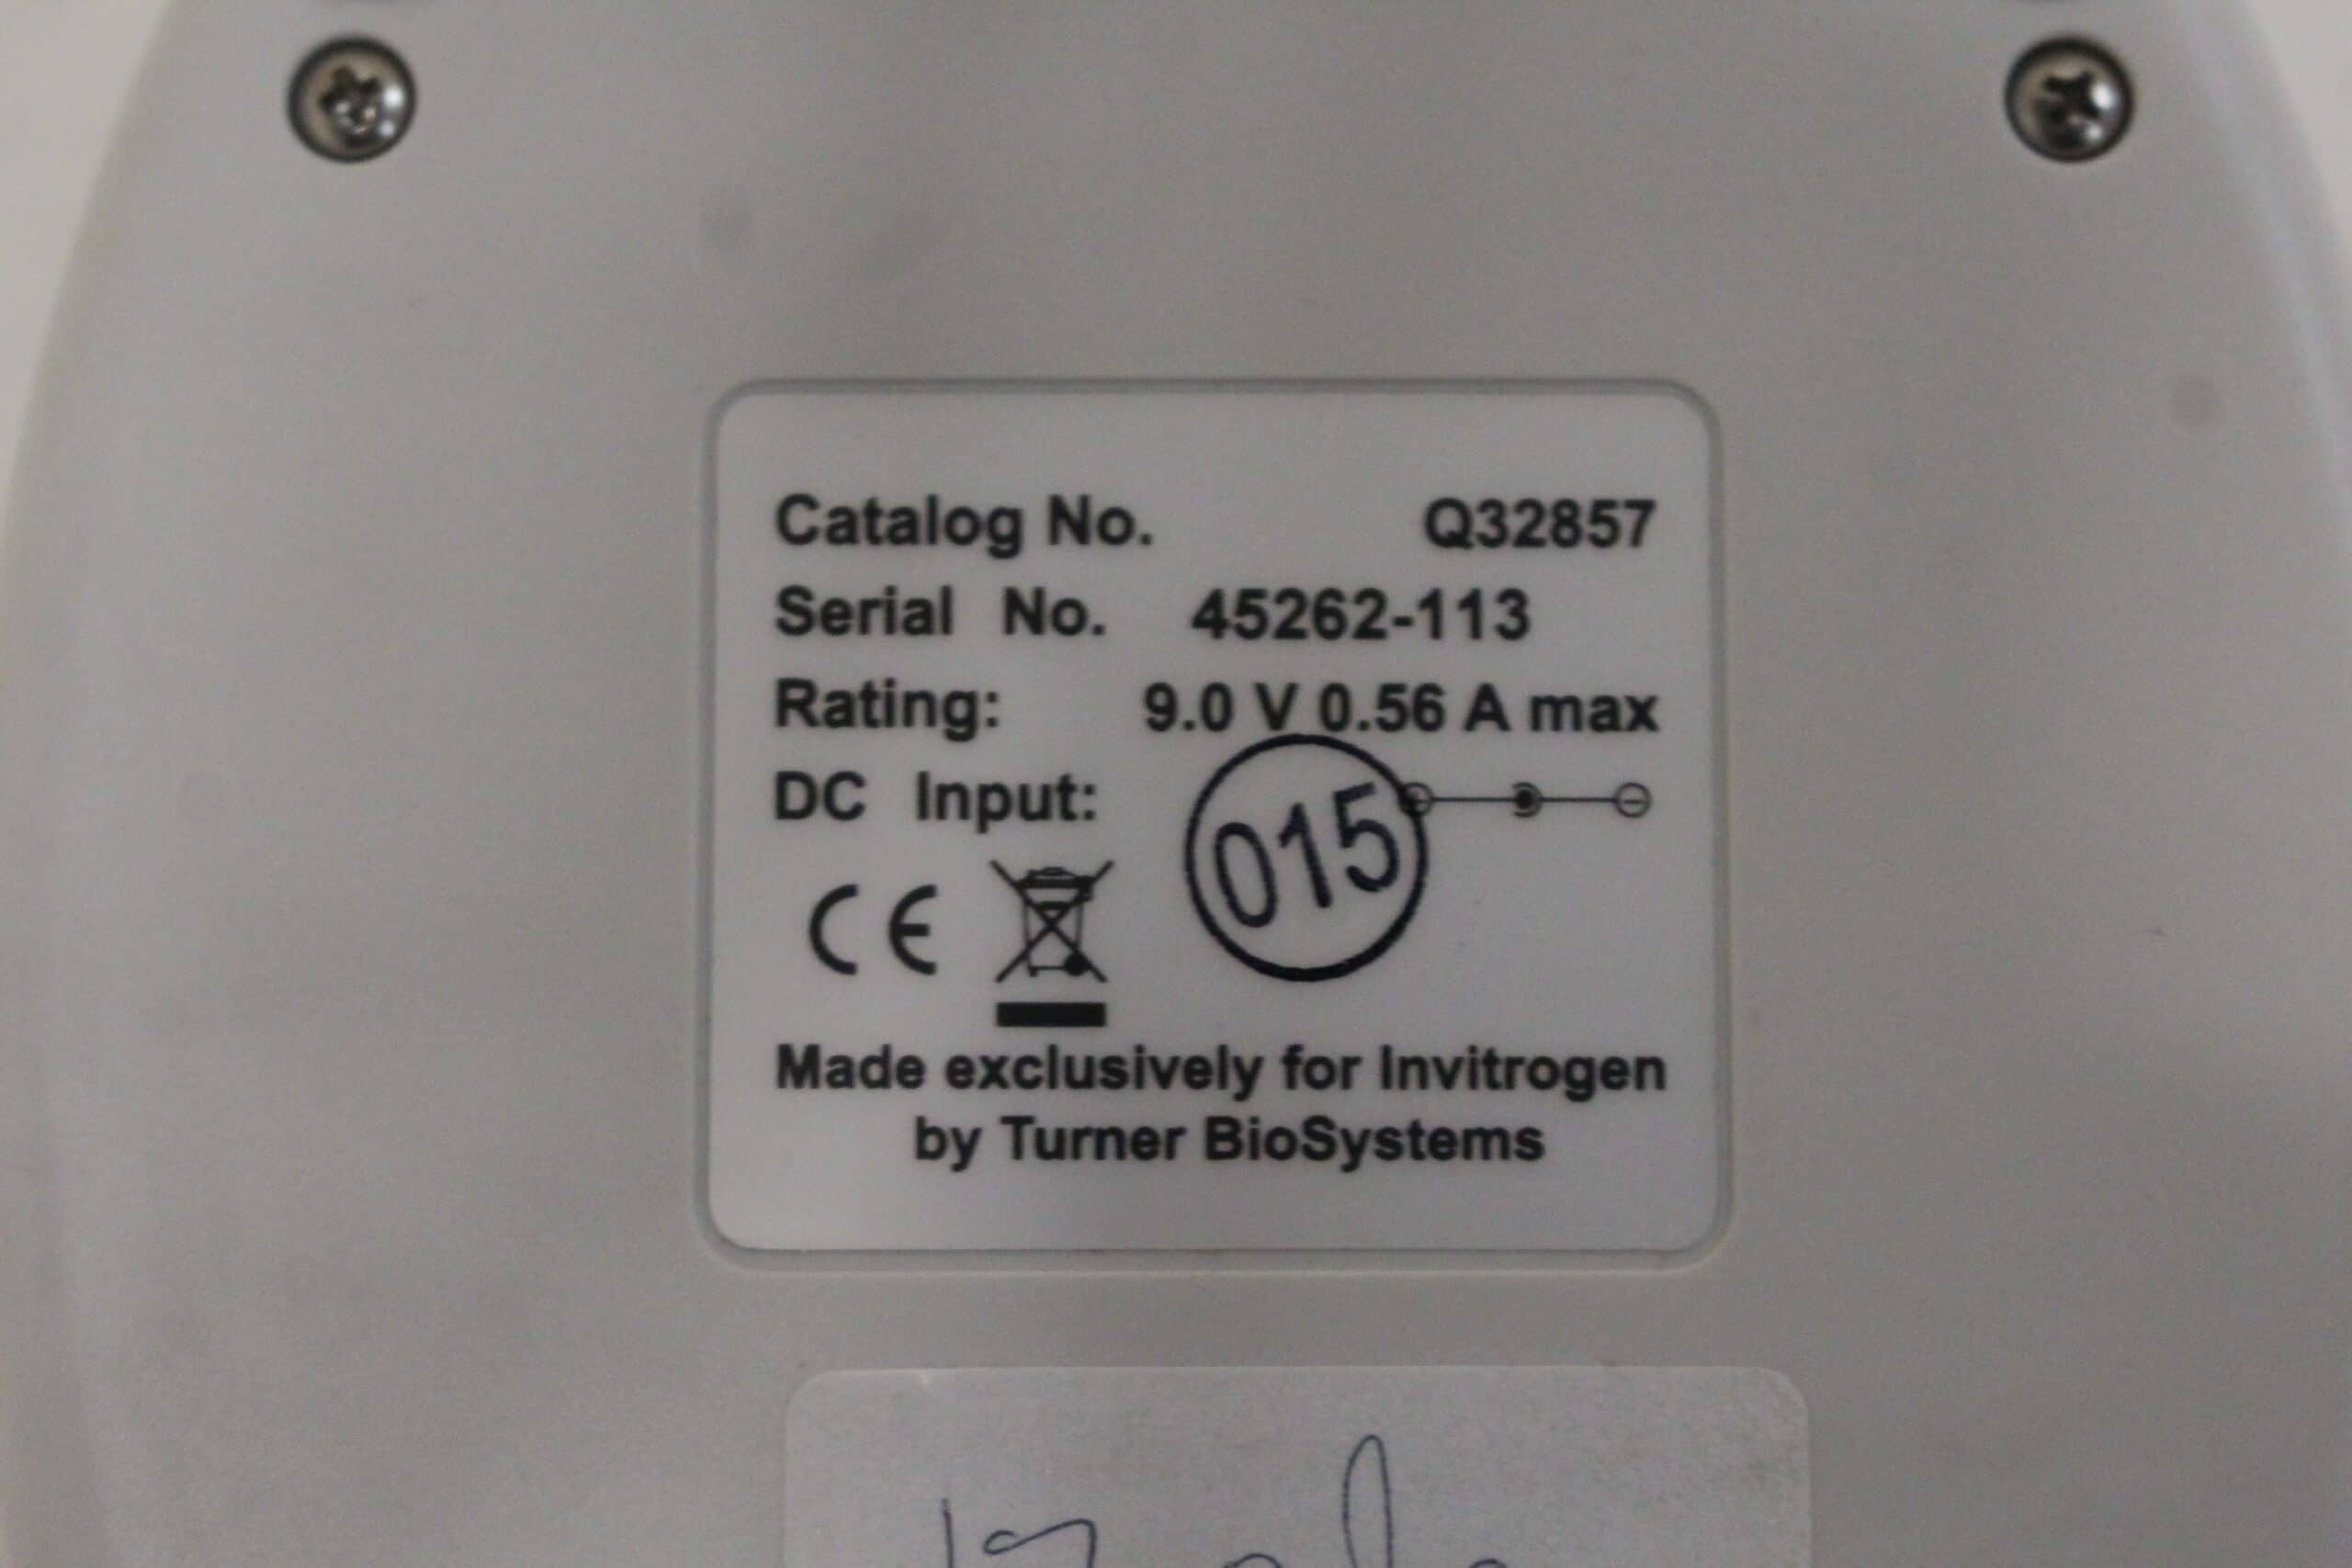 Catalog No. Q32857
Serial No. 45262-113
Rating: 9.0 V 0.56 A max
DC Input:
015
CE
Made exclusively for Invitrogen
by Turner BioSystems